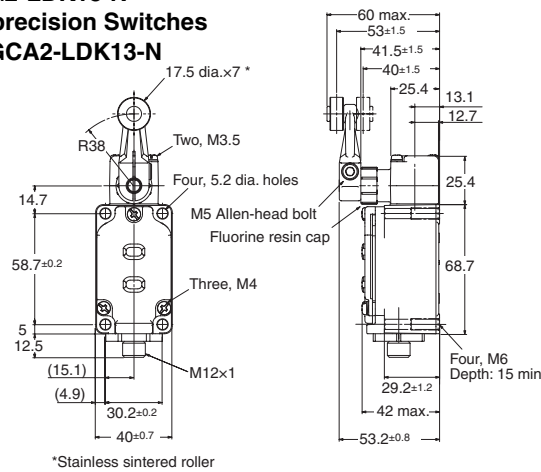 precision Switches
GCA2-LDK13-N
17.5 dia.×7 *
R38
Two, M3.5
Four, 5.2 dia. holes
14.7
58.7±0.2
Three, M4
5
12.5
(15.1)
(4.9)
M12×1
30.2±0.2
40±0.7
*Stainless sintered roller
60 max.
53±1.5
41.5±1.5
40±1.5
25.4
13.1
12.7
25.4
M5 Allen-head bolt
Fluorine resin cap
68.7
Four, M6
Depth: 15 min
29.2±1.2
42 max.
53.2±0.8